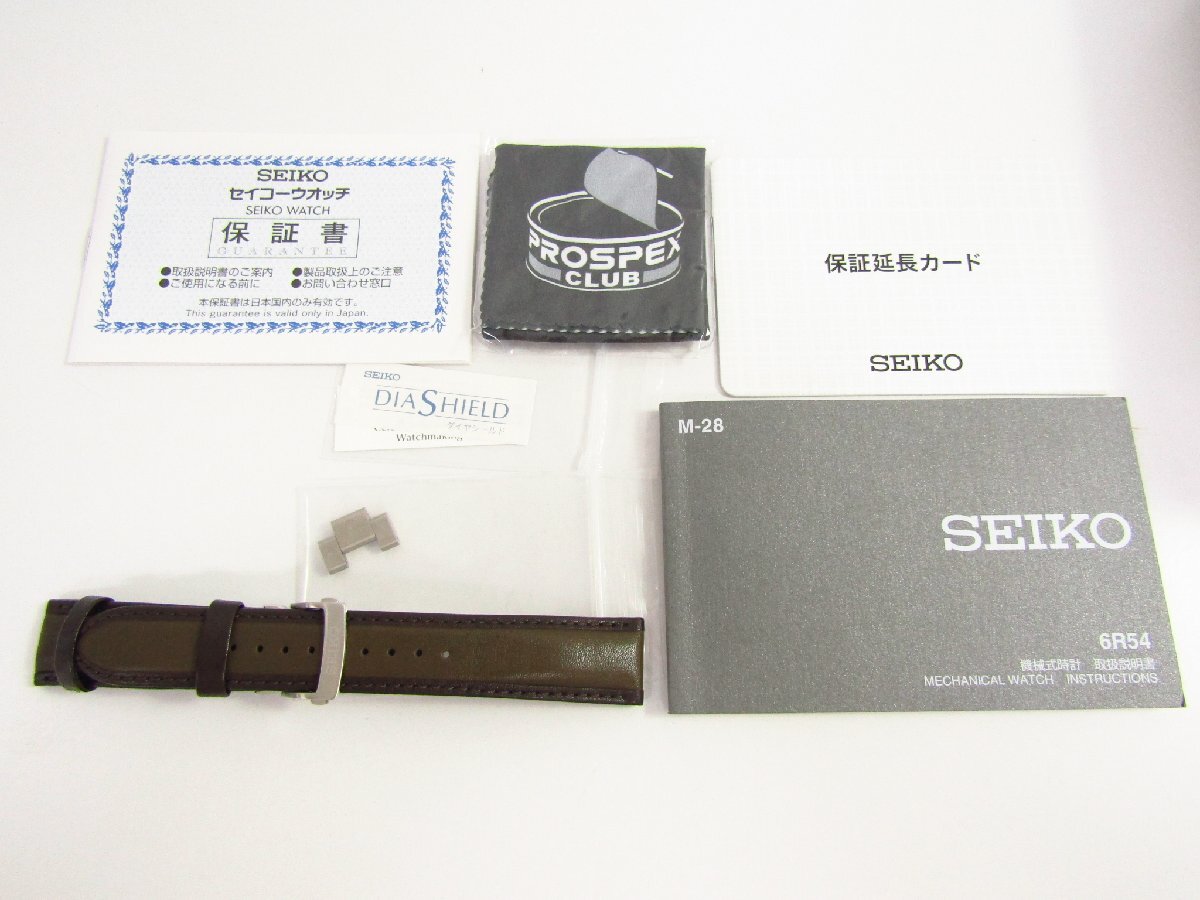 SEIKO
セイコーウオッチ
SEIKO WATCH
保証書
GUARANTEE
●取扱説明書のご案内 ●製品取扱上のご注意
●ご使用になる前に ●お問い合わせ窓口
本保証書は日本国内のみ有効です。
This guarantee is valid only in Japan.
PROSPEX
CLUB
保証延長カード
SEIKO
SEIKO
DIASHIELD
ダイヤシールド
Watchmaking
M-28
SEIKO
6R54
機械式時計 取扱説明書
MECHANICAL WATCH INSTRUCTIONS